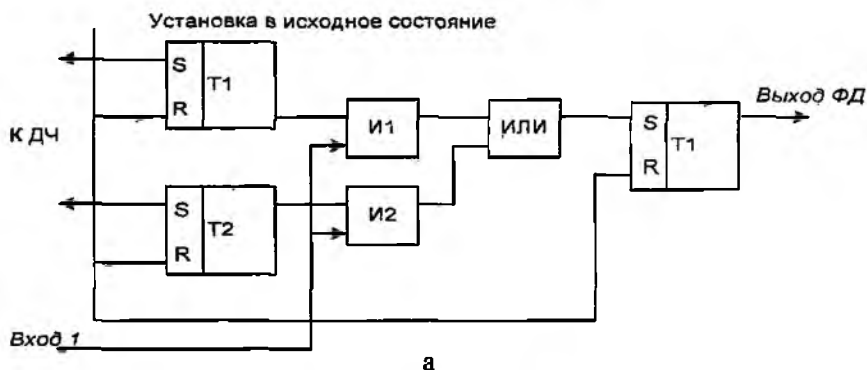 Установка в исходное состояние
S
T1
R
К ДЧ
И1
ИЛИ
S
T1
R
Выход ФД
S
T2
R
И2
Вход 1
а